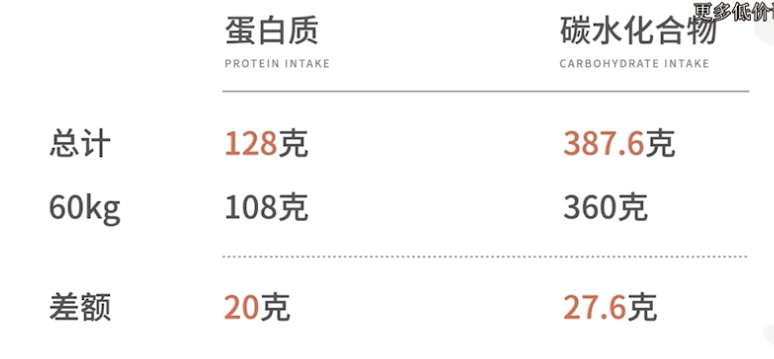 更多低价
蛋白质 碳水化合物
PROTEIN INTAKE CARBOHYDRATE INTAKE
总计 128克 387.6克
60kg 108克 360克
差额 20克 27.6克